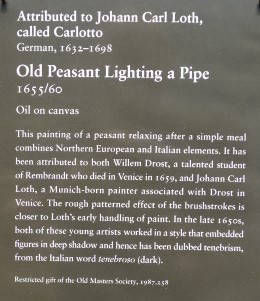 Attributed to Johann Carl Loth,
called Carlotto
German, 1632–1698
Old Peasant Lighting a Pipe
1655/60
Oil on canvas
This painting of a peasant relaxing after a simple meal
combines Northern European and Italian elements. It has
been attributed to both Willem Drost, a talented student
of Rembrandt who died in Venice in 1659, and Johann Carl
Loth, a Munich-born painter associated with Drost in
Venice. The rough patterned effect of the brushstrokes is
closer to Loth's early handling of paint. In the late 1650s,
both of these young artists worked in a style that embedded
figures in deep shadow and hence has been dubbed tenebrism,
from the Italian word tenebroso (dark).
Restricted gift of the Old Masters Society, 1987.258